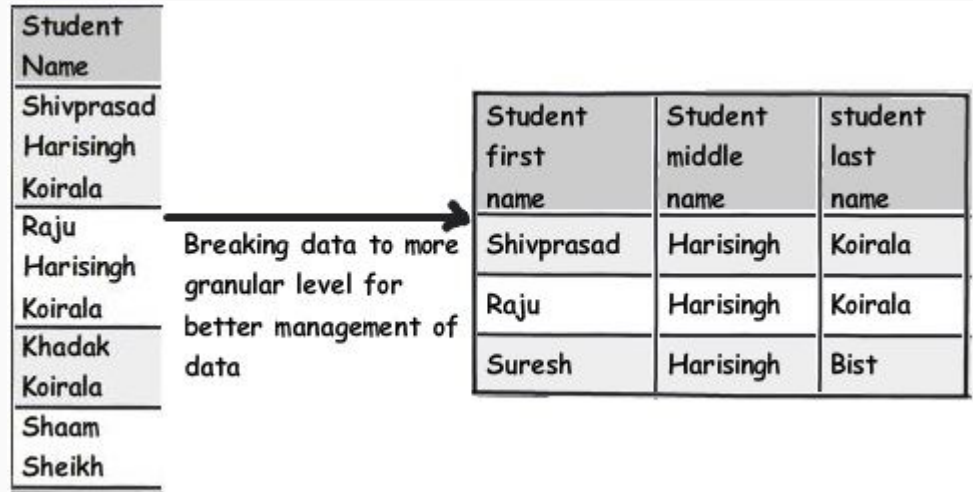 Student
Name
Shivprasad
Harisingh
Koirala
Raju
Harisingh
Koirala
Khadak
Koirala
Shaam
Sheikh
Breaking data to more
granular level for
better management of
data
Student Student student
first middle last
name name name
Shivprasad Harisingh Koirala
Raju Harisingh Koirala
Suresh Harisingh Bist